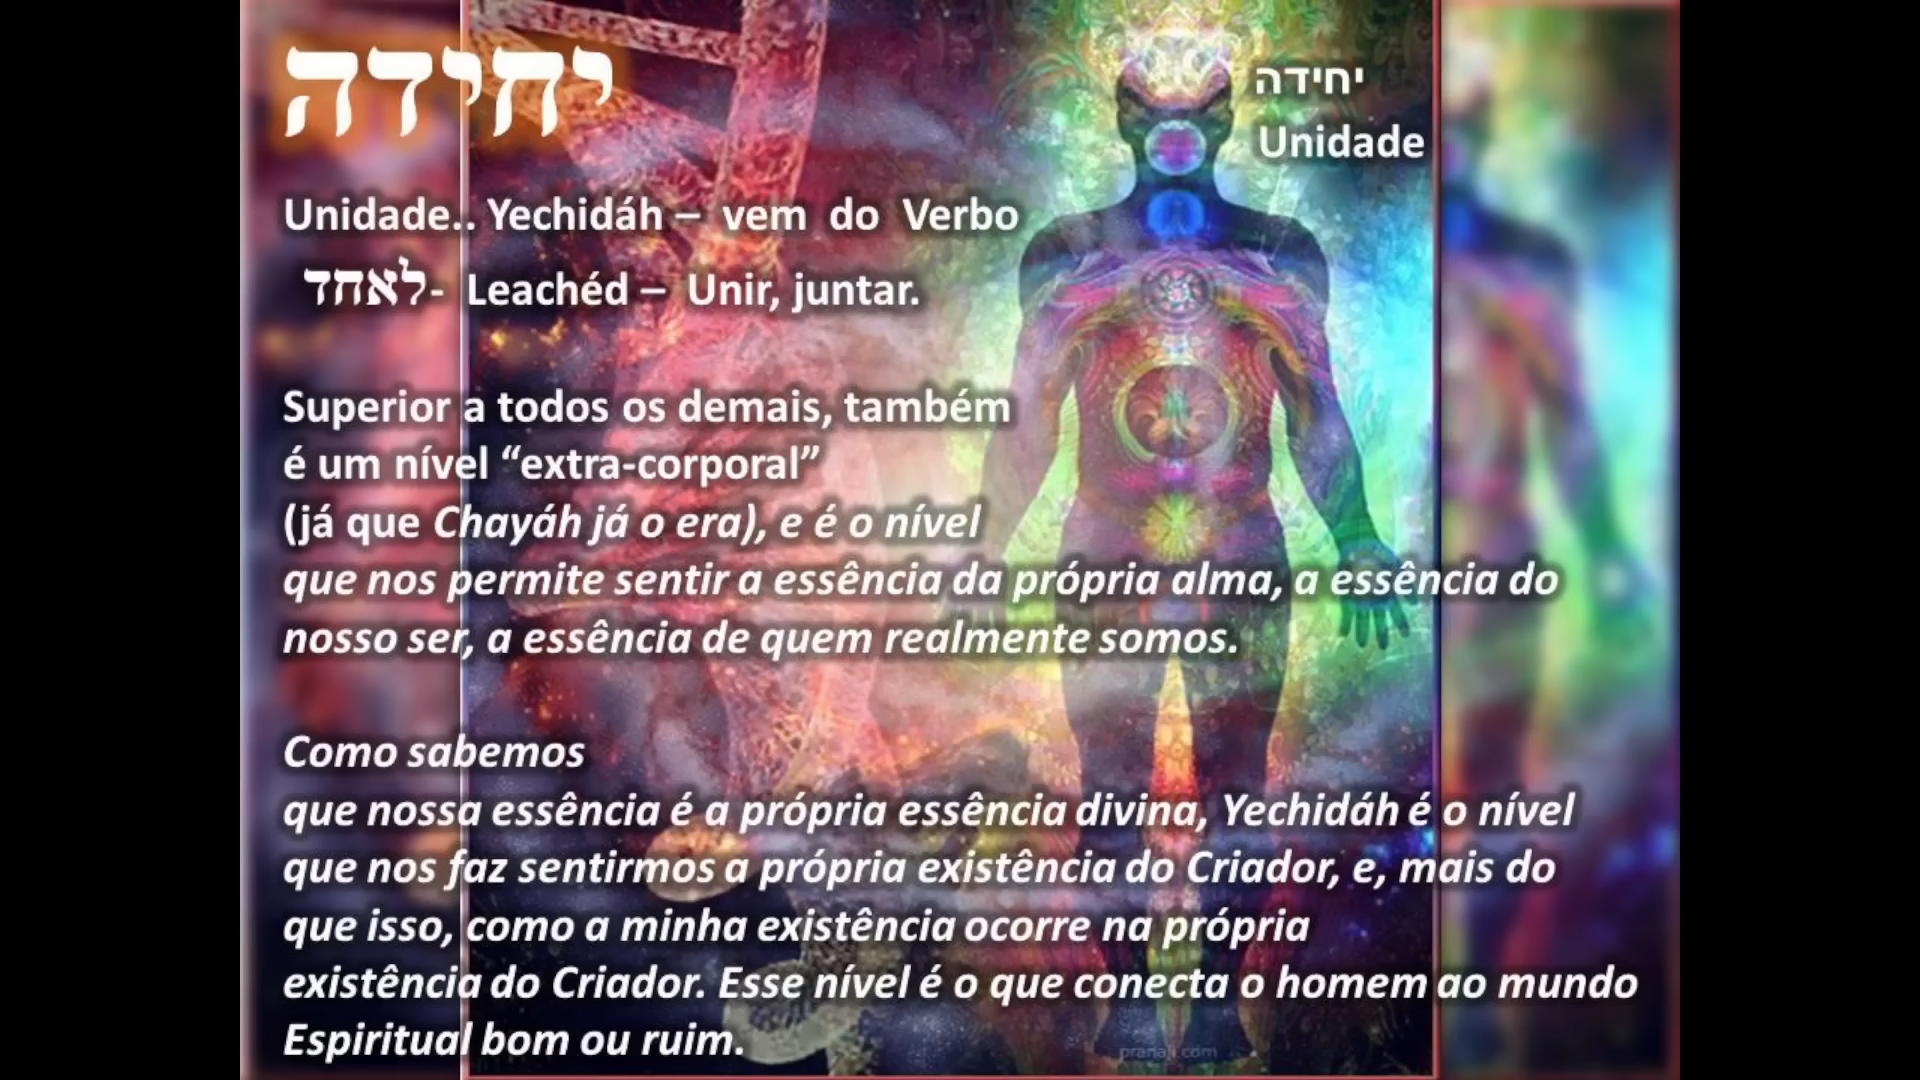 יחידה
יחידה
Unidade
Unidade.. Yechidáh – vem do Verbo
לאחד- Leachéd – Unir, juntar.
Superior a todos os demais, também
é um nível “extra-corporal”
(já que Chayáh já o era), e é o nível
que nos permite sentir a essência da própria alma, a essência do
nosso ser, a essência de quem realmente somos.
Como sabemos
que nossa essência é a própria essência divina, Yechidáh é o nível
que nos faz sentirmos a própria existência do Criador, e, mais do
que isso, como a minha existência ocorre na própria
existência do Criador. Esse nível é o que conecta o homem ao mundo
Espiritual bom ou ruim.